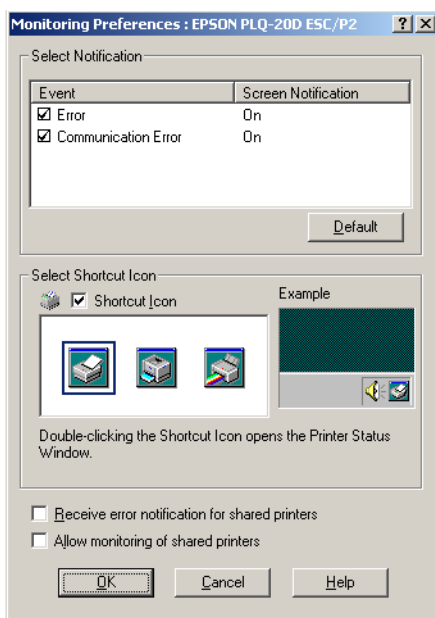 Monitoring Preferences : EPSON PLQ-20D ESC/P2
Select Notification
Event Screen Notification
Error On
Communication Error On
Default
Select Shortcut Icon
Shortcut Icon Example
Double-clicking the Shortcut Icon opens the Printer Status
Window.
Receive error notification for shared printers
Allow monitoring of shared printers
OK Cancel Help